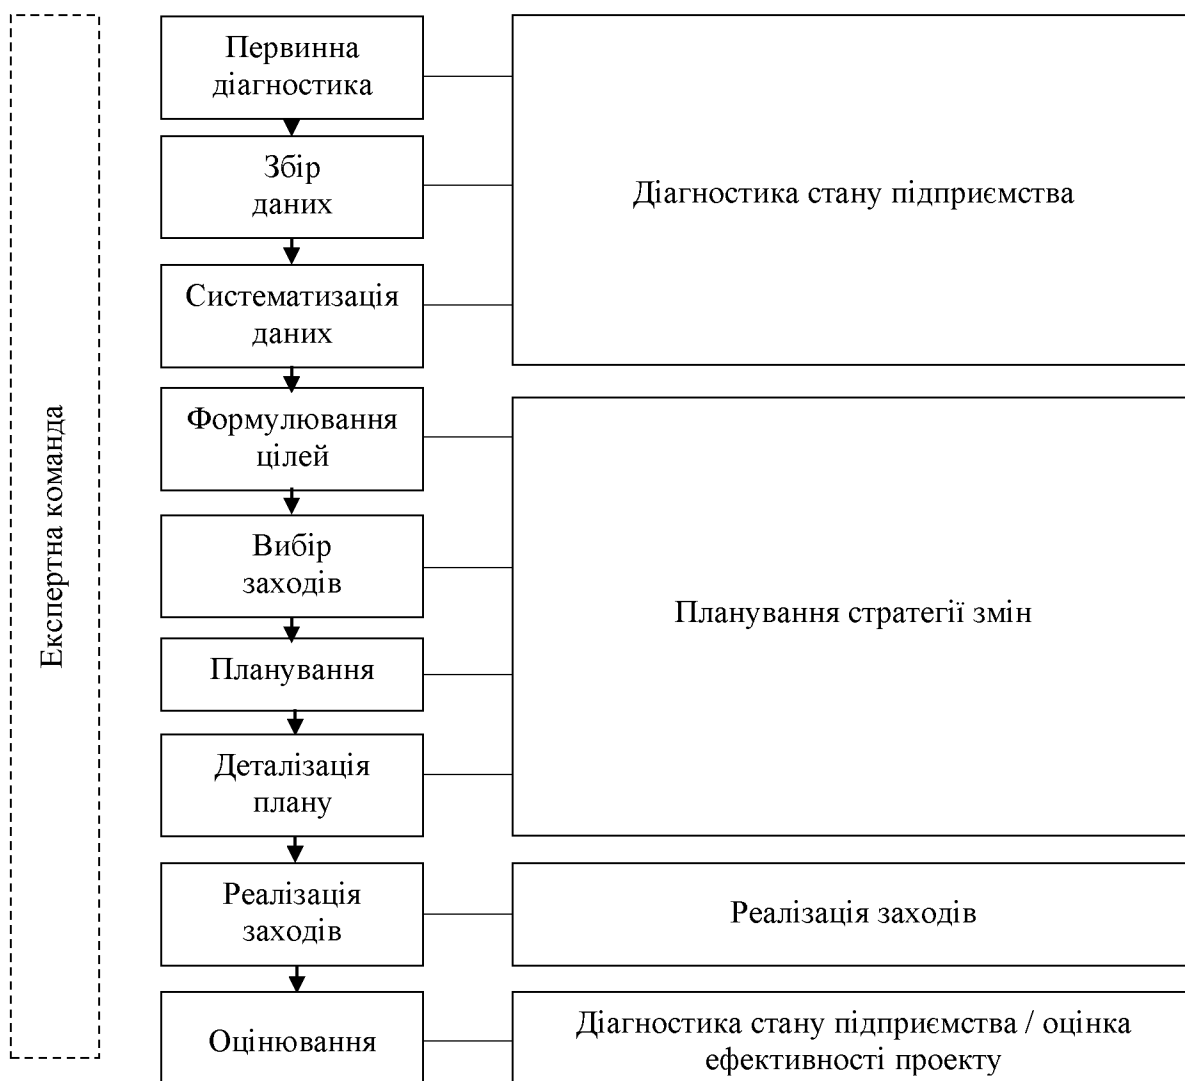 Експертна команда
Первинна
діагностика
Збір
даних
Систематизація
даних
Діагностика стану підприємства
Формулювання
цілей
Вибір
заходів
Планування
Деталізація
плану
Планування стратегії змін
Реалізація
заходів
Реалізація заходів
Оцінювання
Діагностика стану підприємства / оцінка
ефективності проекту